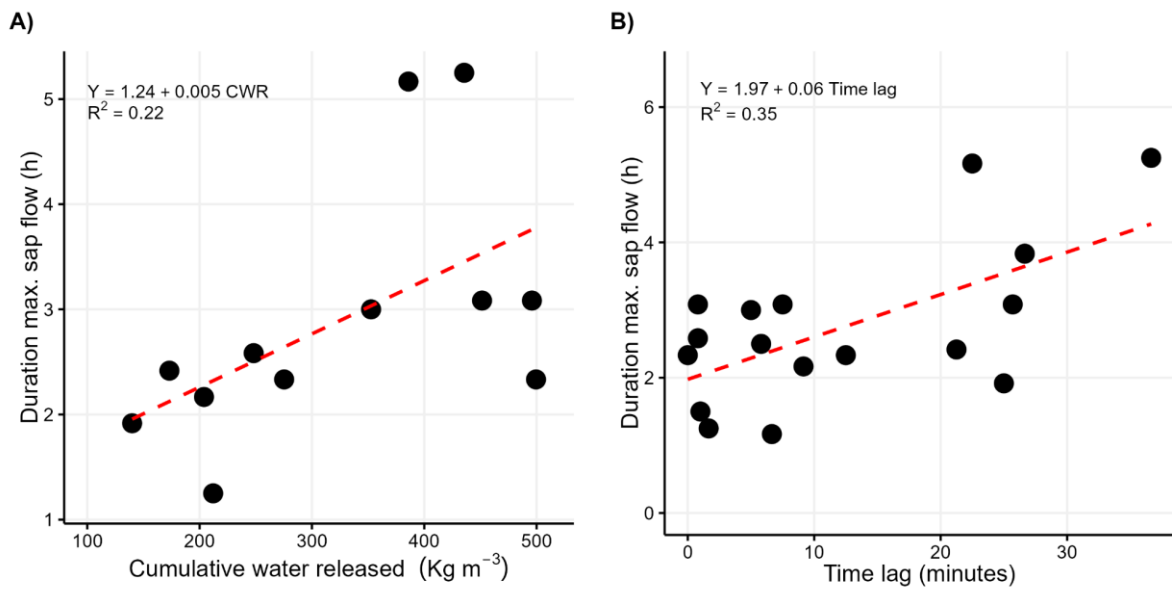 A)
Y = 1.24 + 0.005 CWR
R² = 0.22
Duration max. sap flow (h)
5
4
3
2
1
100 200 300 400 500
Cumulative water released (Kg m⁻³)
B)
Y = 1.97 + 0.06 Time lag
R² = 0.35
Duration max. sap flow (h)
6
4
2
0
0 10 20 30
Time lag (minutes)